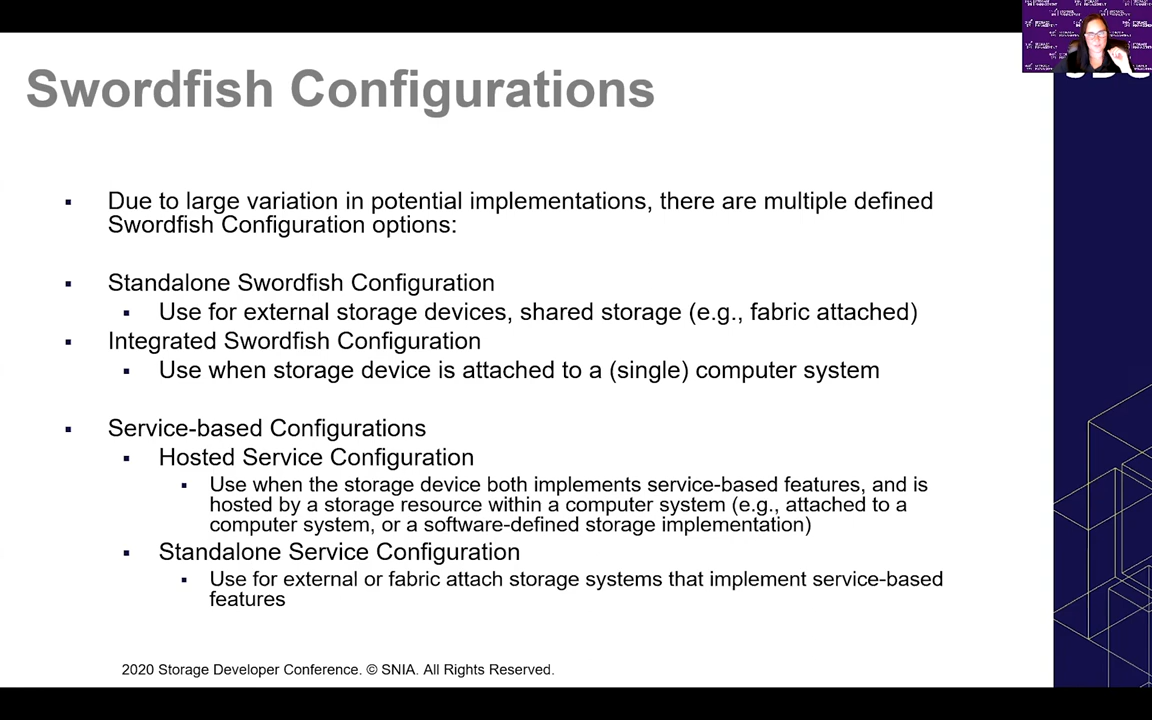 Swordfish Configurations
▪ Due to large variation in potential implementations, there are multiple defined
Swordfish Configuration options:
▪ Standalone Swordfish Configuration
▪ Use for external storage devices, shared storage (e.g., fabric attached)
▪ Integrated Swordfish Configuration
▪ Use when storage device is attached to a (single) computer system
▪ Service-based Configurations
▪ Hosted Service Configuration
▪ Use when the storage device both implements service-based features, and is
hosted by a storage resource within a computer system (e.g., attached to a
computer system, or a software-defined storage implementation)
▪ Standalone Service Configuration
▪ Use for external or fabric attach storage systems that implement service-based
features
2020 Storage Developer Conference. © SNIA. All Rights Reserved.